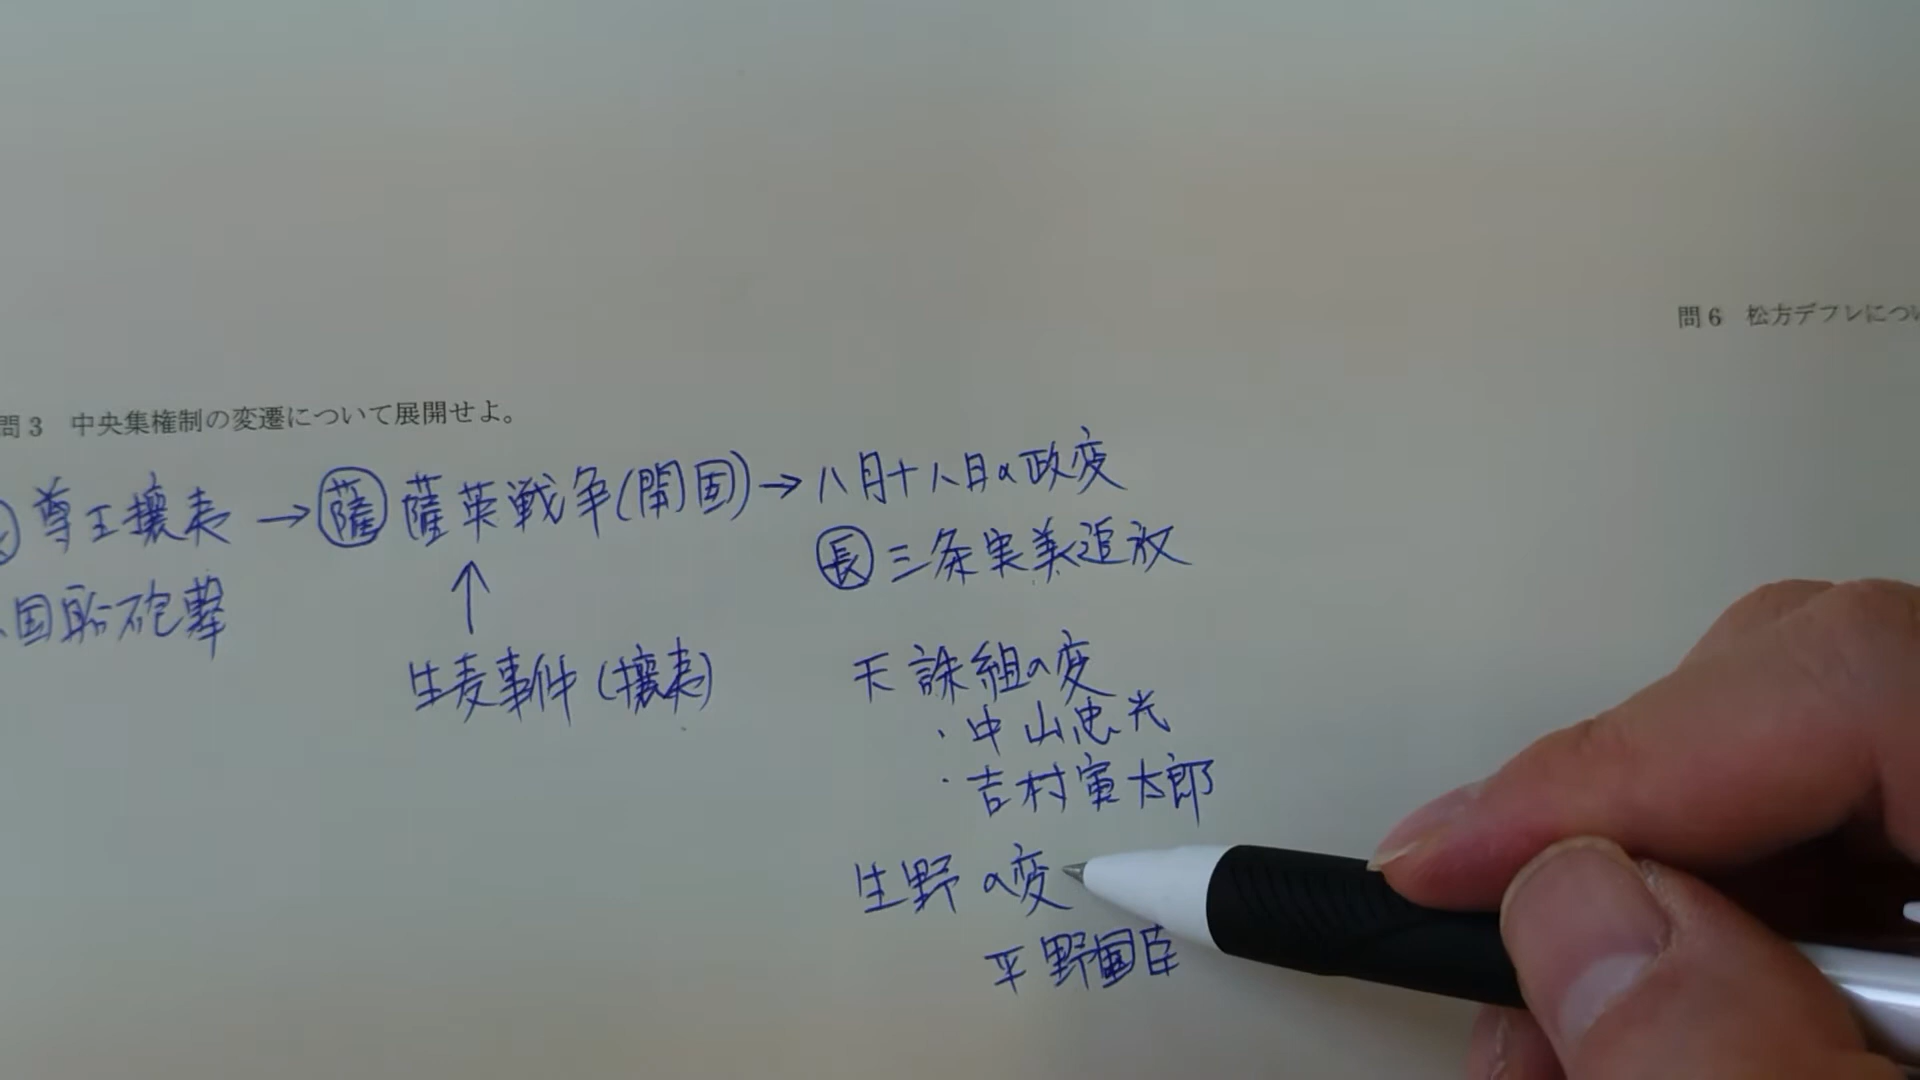 問3 中央集権制の変遷について展開せよ。
尊王攘夷 → 薩 薩英戦争(開国) → 八月十八日の政変
国船砲撃
↑
生麦事件(攘夷)
長 三条実美追放
天誅組の変
・中山忠光
・吉村寅太郎
生野の変
平野國臣
問6 松方デフレにつ